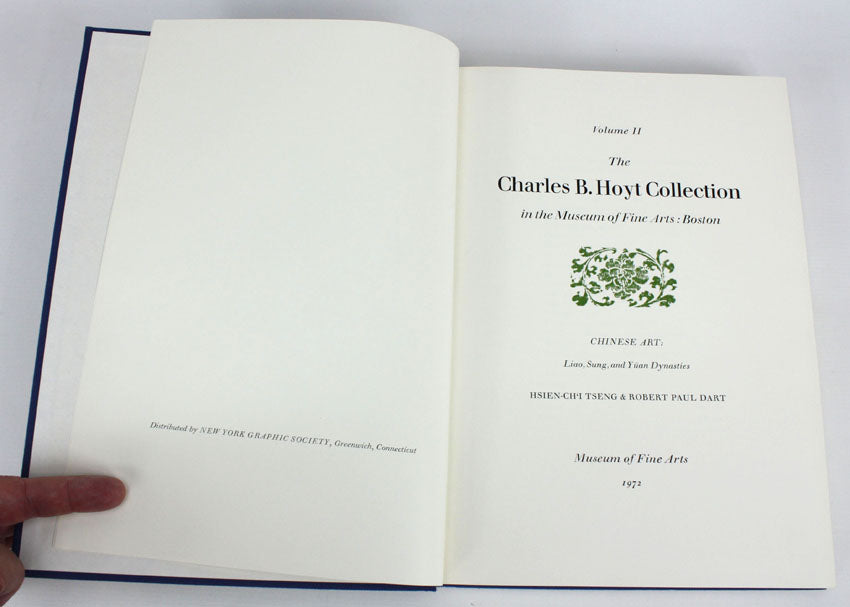 Distributed by NEW YORK GRAPHIC SOCIETY, Greenwich, Connecticut
Volume II
The
Charles B. Hoyt Collection
in the Museum of Fine Arts: Boston
CHINESE ART:
Liao, Sung, and Yüan Dynasties
HSIEN-CH'I TSENG & ROBERT PAUL DART
Museum of Fine Arts
1972